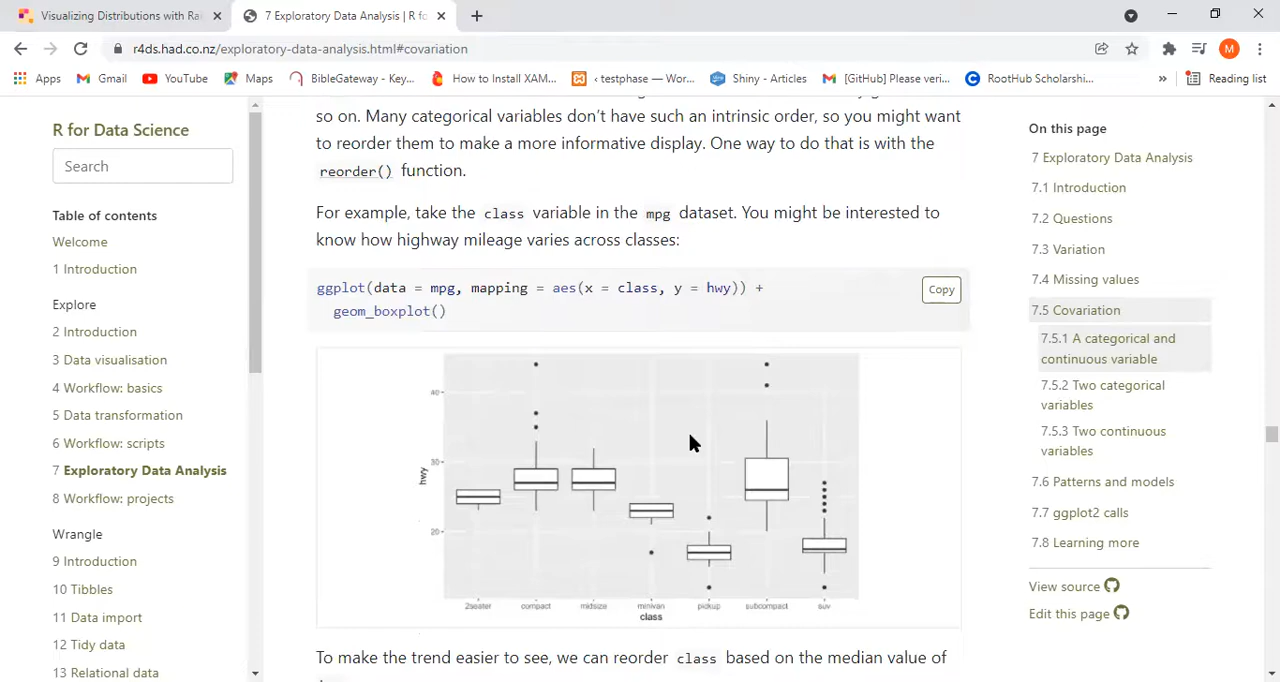 Visualizing Distributions with Rai
7 Exploratory Data Analysis | R fo
r4ds.had.co.nz/exploratory-data-analysis.html#covariation
M
Apps
Gmail
YouTube
Maps
BibleGateway - Key...
How to Install XAM...
‹ testphase — Wor...
Shiny - Articles
[GitHub] Please veri...
RootHub Scholarshi...
»
Reading list
R for Data Science
Search
Table of contents
Welcome
1 Introduction
Explore
2 Introduction
3 Data visualisation
4 Workflow: basics
5 Data transformation
6 Workflow: scripts
7 Exploratory Data Analysis
8 Workflow: projects
Wrangle
9 Introduction
10 Tibbles
11 Data import
12 Tidy data
13 Relational data
so on. Many categorical variables don't have such an intrinsic order, so you might want
to reorder them to make a more informative display. One way to do that is with the
reorder() function.
For example, take the class variable in the mpg dataset. You might be interested to
know how highway mileage varies across classes:
ggplot(data = mpg, mapping = aes(x = class, y = hwy)) +
geom_boxplot()
Copy
40
30
20
hwy
2seater compact midsize minivan pickup subcompact suv
class
To make the trend easier to see, we can reorder class based on the median value of
On this page
7 Exploratory Data Analysis
7.1 Introduction
7.2 Questions
7.3 Variation
7.4 Missing values
7.5 Covariation
7.5.1 A categorical and
continuous variable
7.5.2 Two categorical
variables
7.5.3 Two continuous
variables
7.6 Patterns and models
7.7 ggplot2 calls
7.8 Learning more
View source
Edit this page